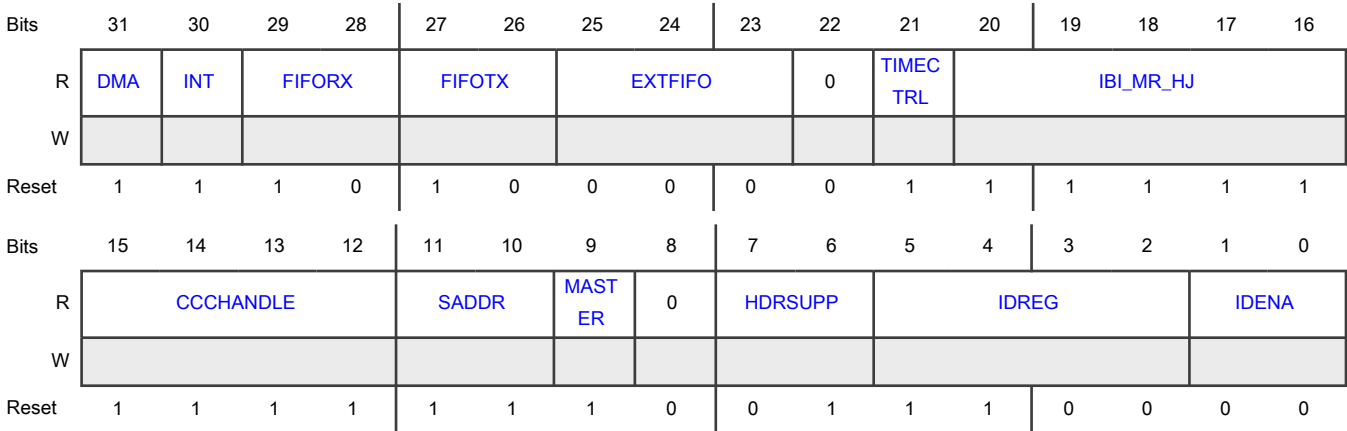 Bits 31 30 29 28 27 26 25 24 23 22 21 20 19 18 17 16
R DMA INT FIFORX FIFOTX EXTFIFO 0 TIMEC IBI_MR_HJ
TRL
W
Reset 1 1 1 0 1 0 0 0 0 0 1 1 1 1 1 1
Bits 15 14 13 12 11 10 9 8 7 6 5 4 3 2 1 0
R CCCHANDLE SADDR MAST 0 HDRSUPP IDREG IDENA
ER
W
Reset 1 1 1 1 1 1 1 0 0 1 1 1 0 0 0 0